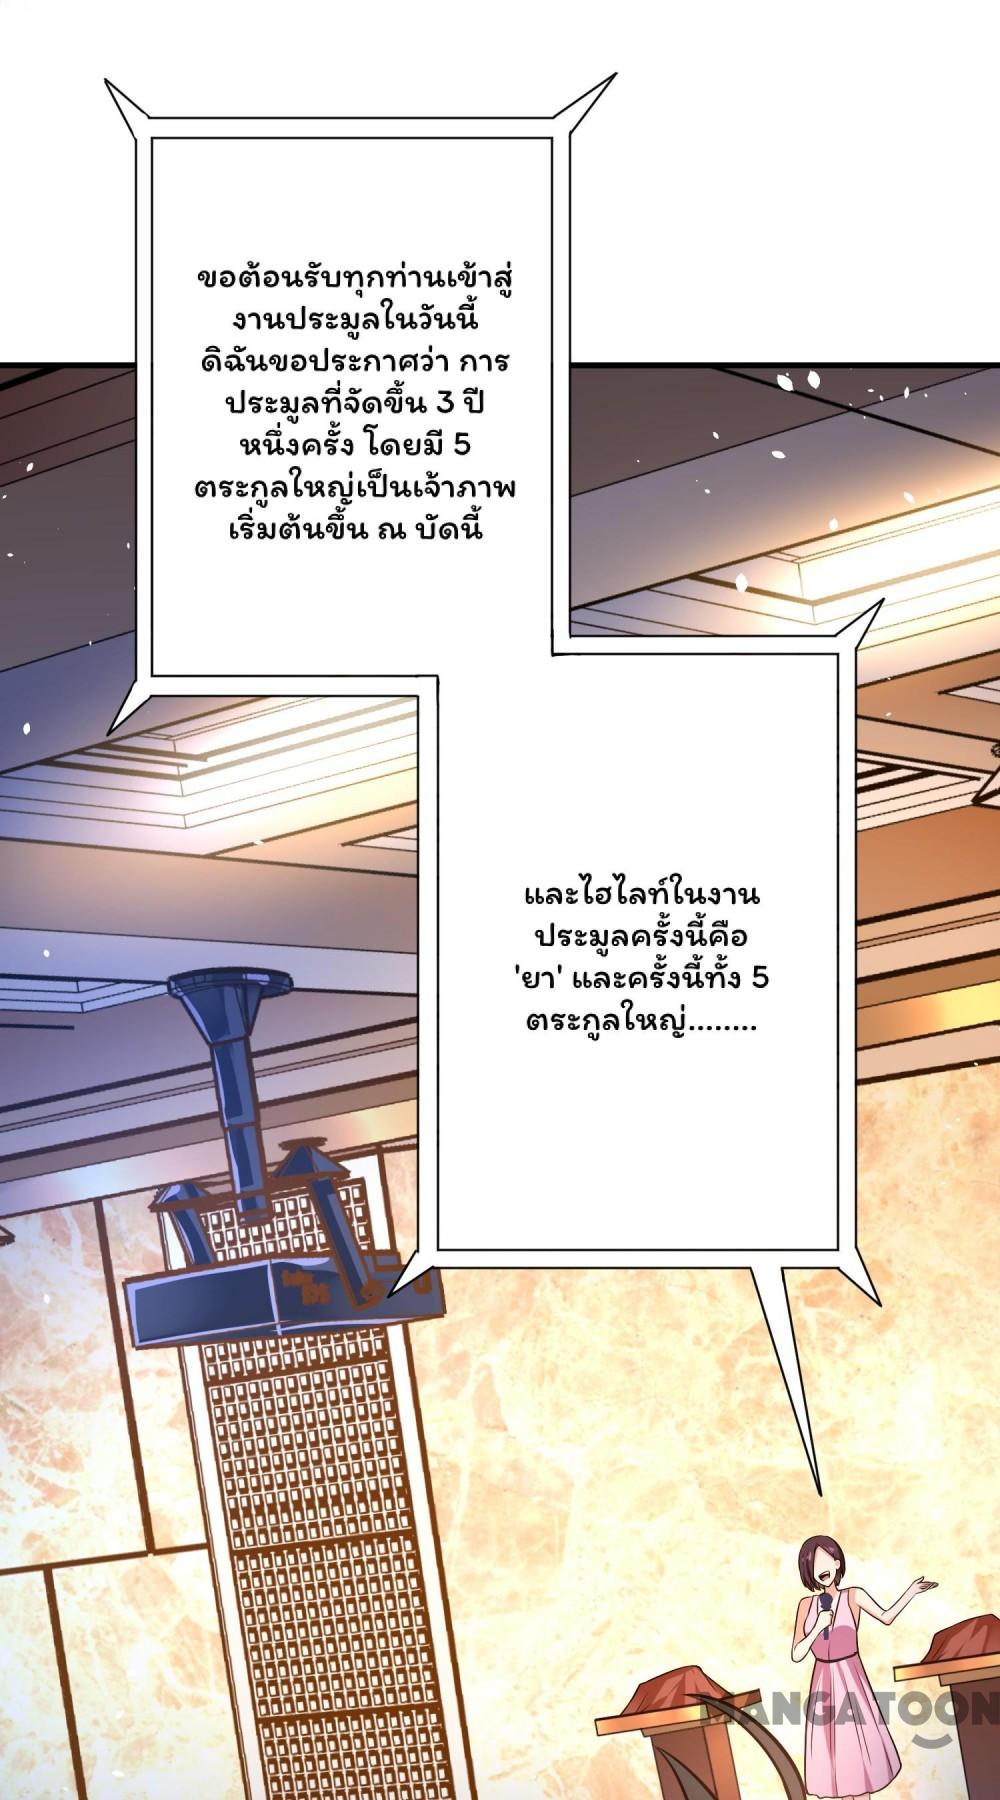 ขอต้อนรับทุกท่านเข้าสู่
งานประมูลในวันนี้
ดิฉันขอประกาศว่า การ
ประมูลที่จัดขึ้น 3 ปี
หนึ่งครั้ง โดยมี 5
ตระกูลใหญ่เป็นเจ้าภาพ
เริ่มต้นขึ้น ณ บัดนี้
และไฮไลท์ในงาน
ประมูลครั้งนี้คือ
'ยา' และครั้งนี้ทั้ง 5
ตระกูลใหญ่........
MANGATOON